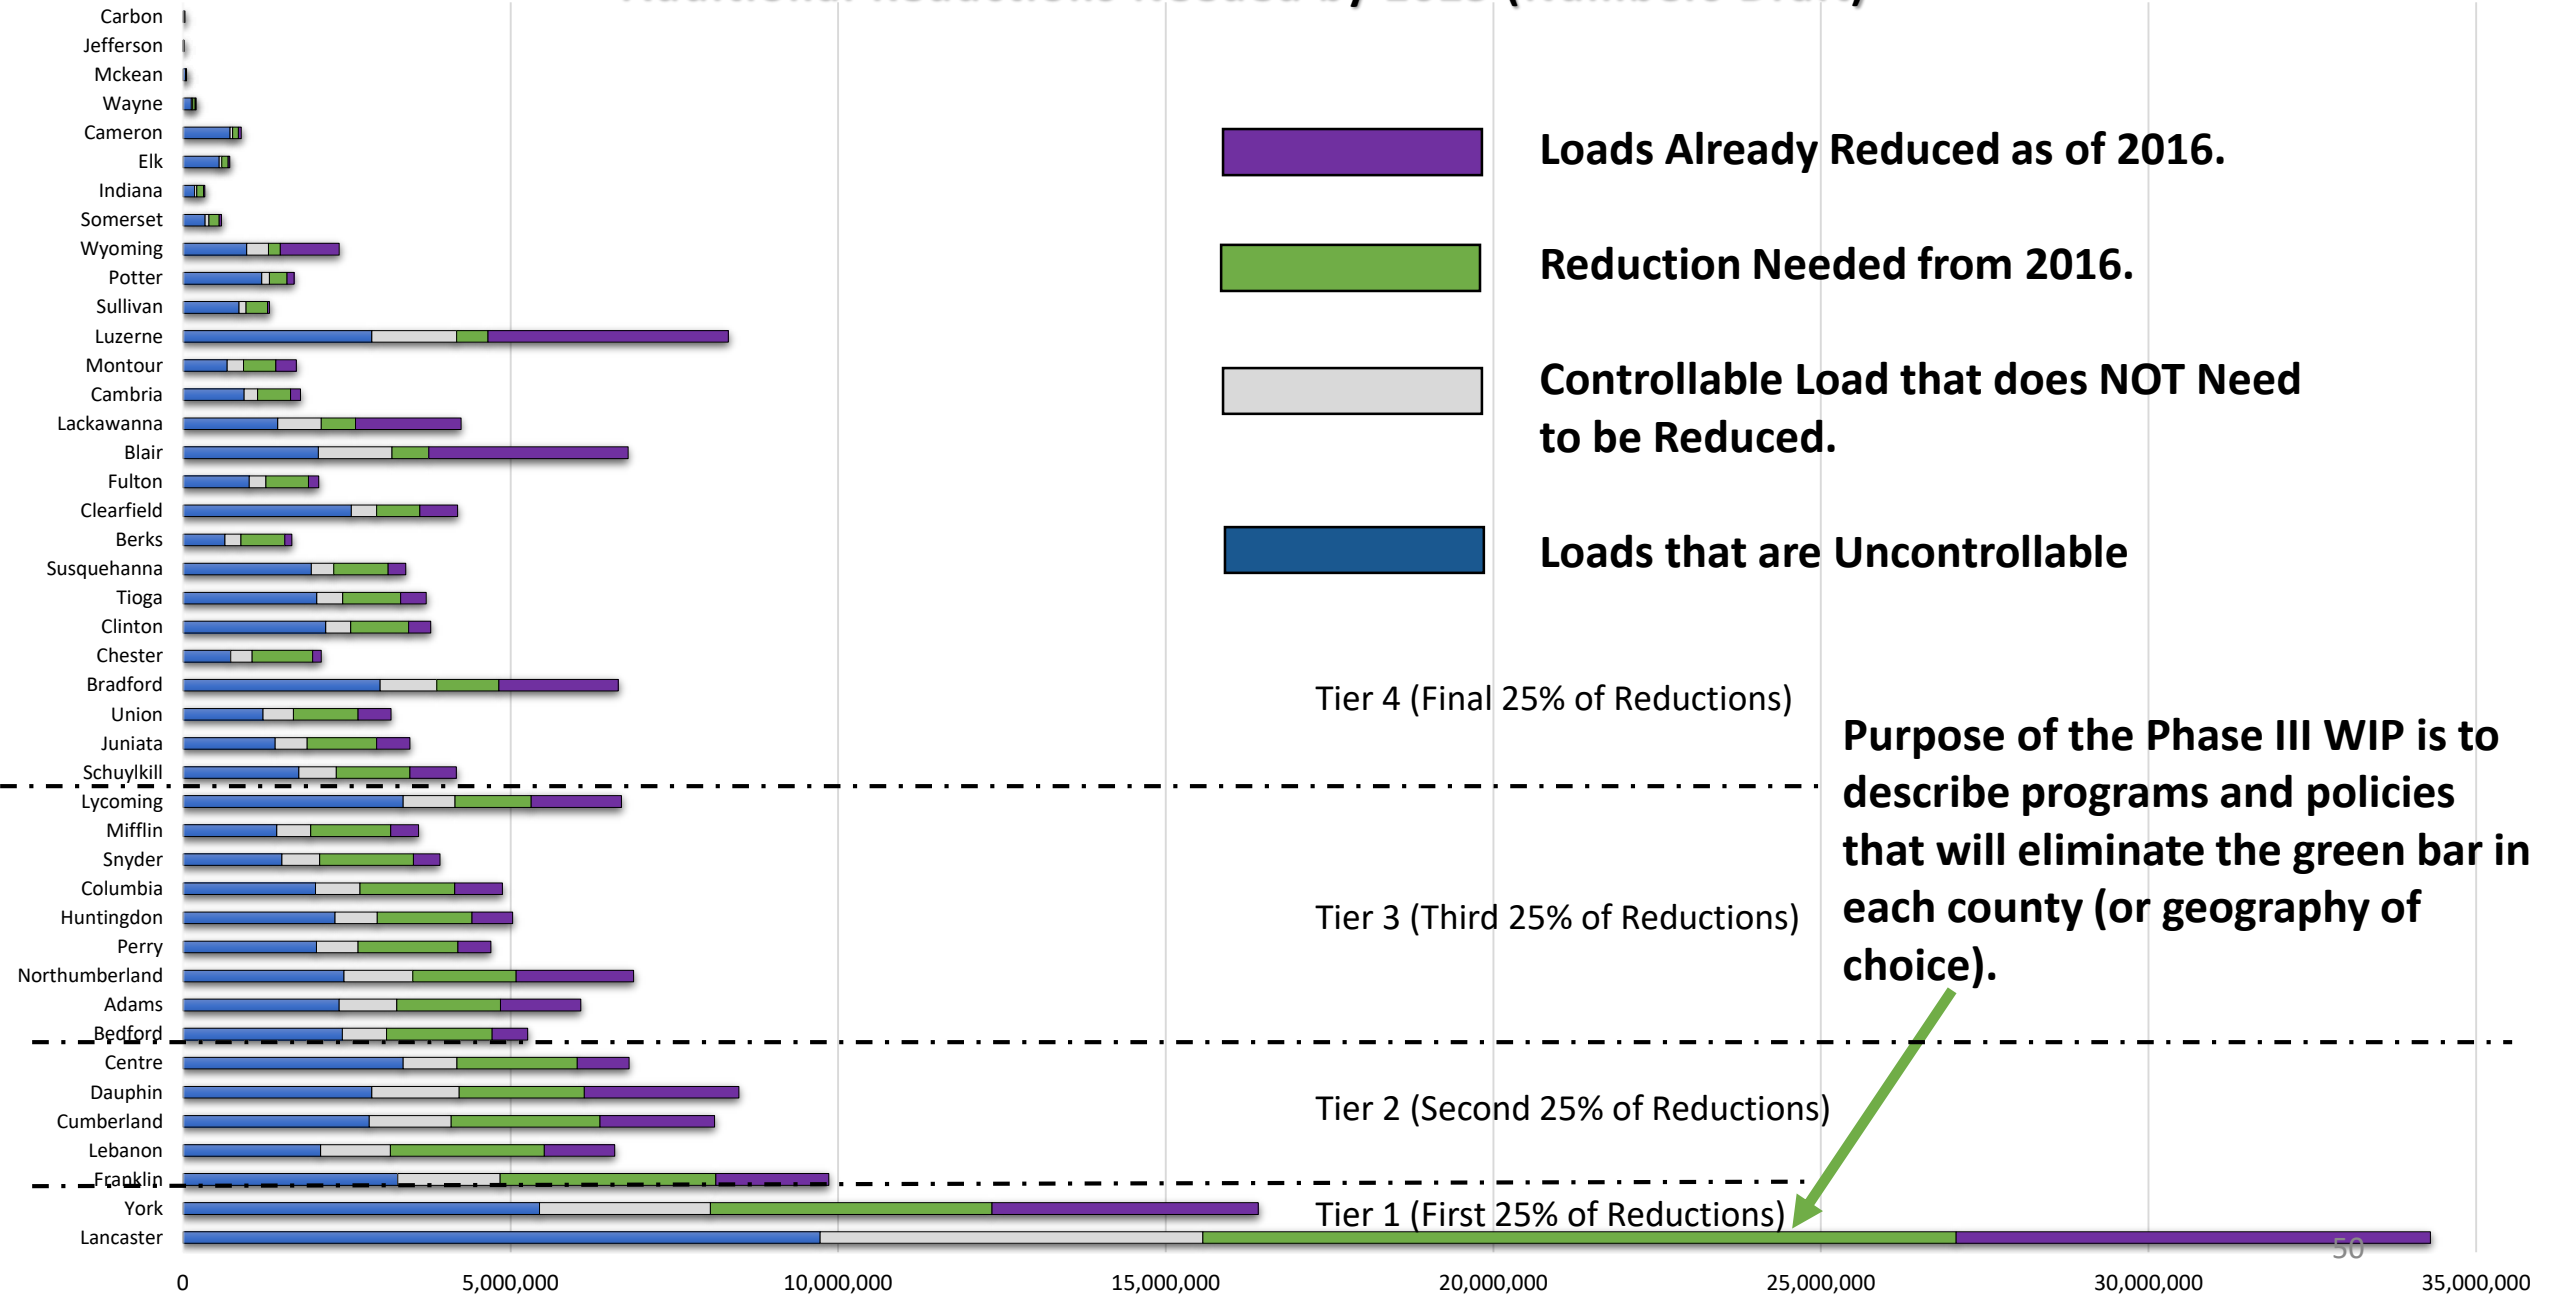 Additional Reductions Needed by 2025 (Numbers Draft)
Carbon
Jefferson
Mckean
Wayne
Cameron
Elk
Indiana
Somerset
Wyoming
Potter
Sullivan
Luzerne
Montour
Cambria
Lackawanna
Blair
Fulton
Clearfield
Berks
Susquehanna
Tioga
Clinton
Chester
Bradford
Union
Juniata
Schuylkill
Lycoming
Mifflin
Snyder
Columbia
Huntingdon
Perry
Northumberland
Adams
Bedford
Centre
Dauphin
Cumberland
Lebanon
Franklin
York
Lancaster
Loads Already Reduced as of 2016.
Reduction Needed from 2016.
Controllable Load that does NOT Need
to be Reduced.
Loads that are Uncontrollable
Tier 4 (Final 25% of Reductions)
Purpose of the Phase III WIP is to
describe programs and policies
that will eliminate the green bar in
each county (or geography of
choice).
Tier 3 (Third 25% of Reductions)
Tier 2 (Second 25% of Reductions)
Tier 1 (First 25% of Reductions)
50
0
5,000,000
10,000,000
15,000,000
20,000,000
25,000,000
30,000,000
35,000,000